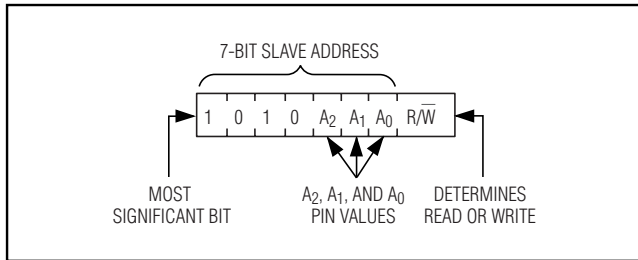 7-BIT SLAVE ADDRESS
1 0 1 0 A2 A1 A0 R/W̅
MOST
SIGNIFICANT BIT
A2, A1, AND A0
PIN VALUES
DETERMINES
READ OR WRITE